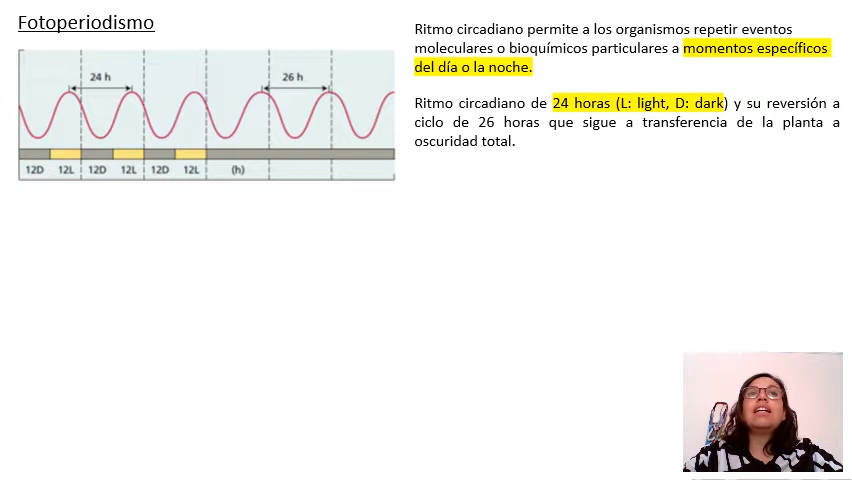 Fotoperiodismo
24 h
26 h
12D 12L 12D 12L 12D 12L (h)
Ritmo circadiano permite a los organismos repetir eventos
moleculares o bioquímicos particulares a momentos específicos
del día o la noche.
Ritmo circadiano de 24 horas (L: light, D: dark) y su reversión a
ciclo de 26 horas que sigue a transferencia de la planta a
oscuridad total.